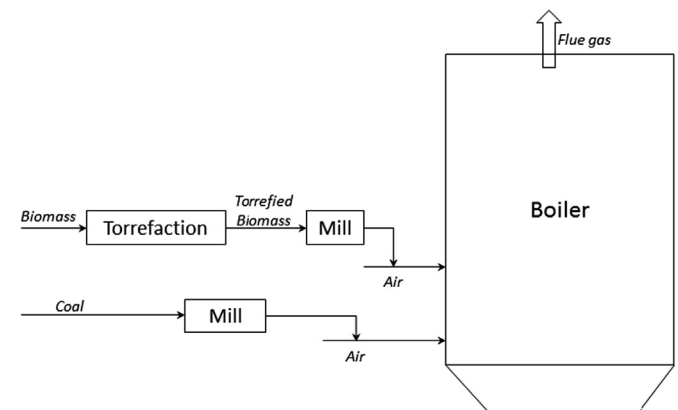 Flue gas
Boiler
Biomass
Torrefaction
Torrefied
Biomass
Mill
Air
Coal
Mill
Air